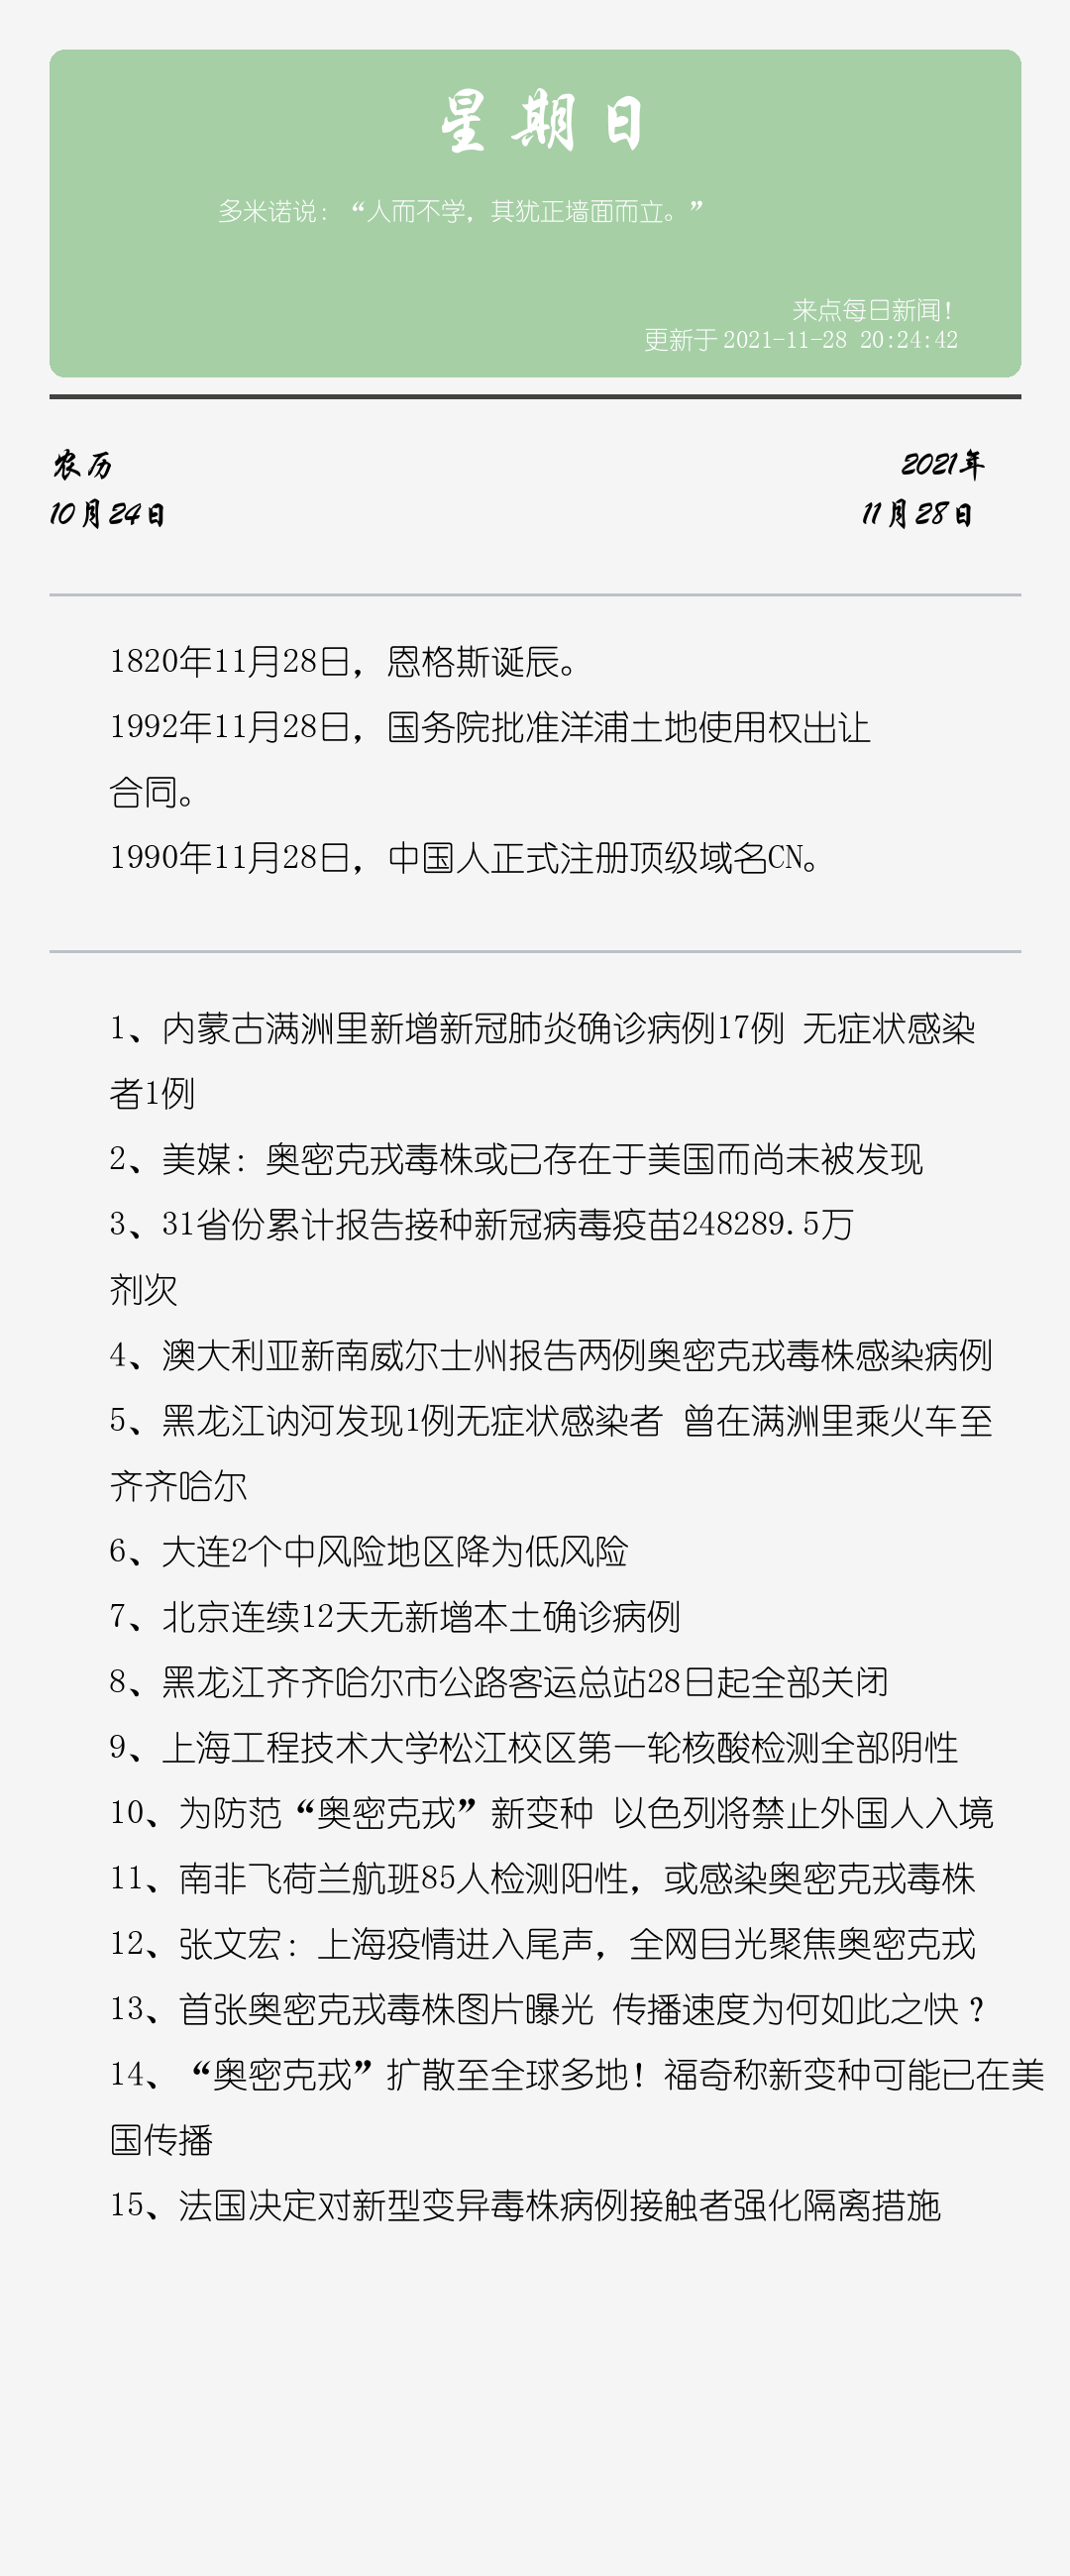 星期日
多米诺说：“人而不学，其犹正墙面而立。”
来点每日新闻！
更新于 2021-11-28 20:24:42
农历
10月24日
2021年
11月28日
1820年11月28日，恩格斯诞辰。
1992年11月28日，国务院批准洋浦土地使用权出让
合同。
1990年11月28日，中国人正式注册顶级域名CN。
1、内蒙古满洲里新增新冠肺炎确诊病例17例 无症状感染
者1例
2、美媒：奥密克戎毒株或已存在于美国而尚未被发现
3、31省份累计报告接种新冠病毒疫苗248289.5万
剂次
4、澳大利亚新南威尔士州报告两例奥密克戎毒株感染病例
5、黑龙江讷河发现1例无症状感染者 曾在满洲里乘火车至
齐齐哈尔
6、大连2个中风险地区降为低风险
7、北京连续12天无新增本土确诊病例
8、黑龙江齐齐哈尔市公路客运总站28日起全部关闭
9、上海工程技术大学松江校区第一轮核酸检测全部阴性
10、为防范“奥密克戎”新变种 以色列将禁止外国人入境
11、南非飞荷兰航班85人检测阳性，或感染奥密克戎毒株
12、张文宏：上海疫情进入尾声，全网目光聚焦奥密克戎
13、首张奥密克戎毒株图片曝光 传播速度为何如此之快？
14、“奥密克戎”扩散至全球多地！福奇称新变种可能已在美
国传播
15、法国决定对新型变异毒株病例接触者强化隔离措施